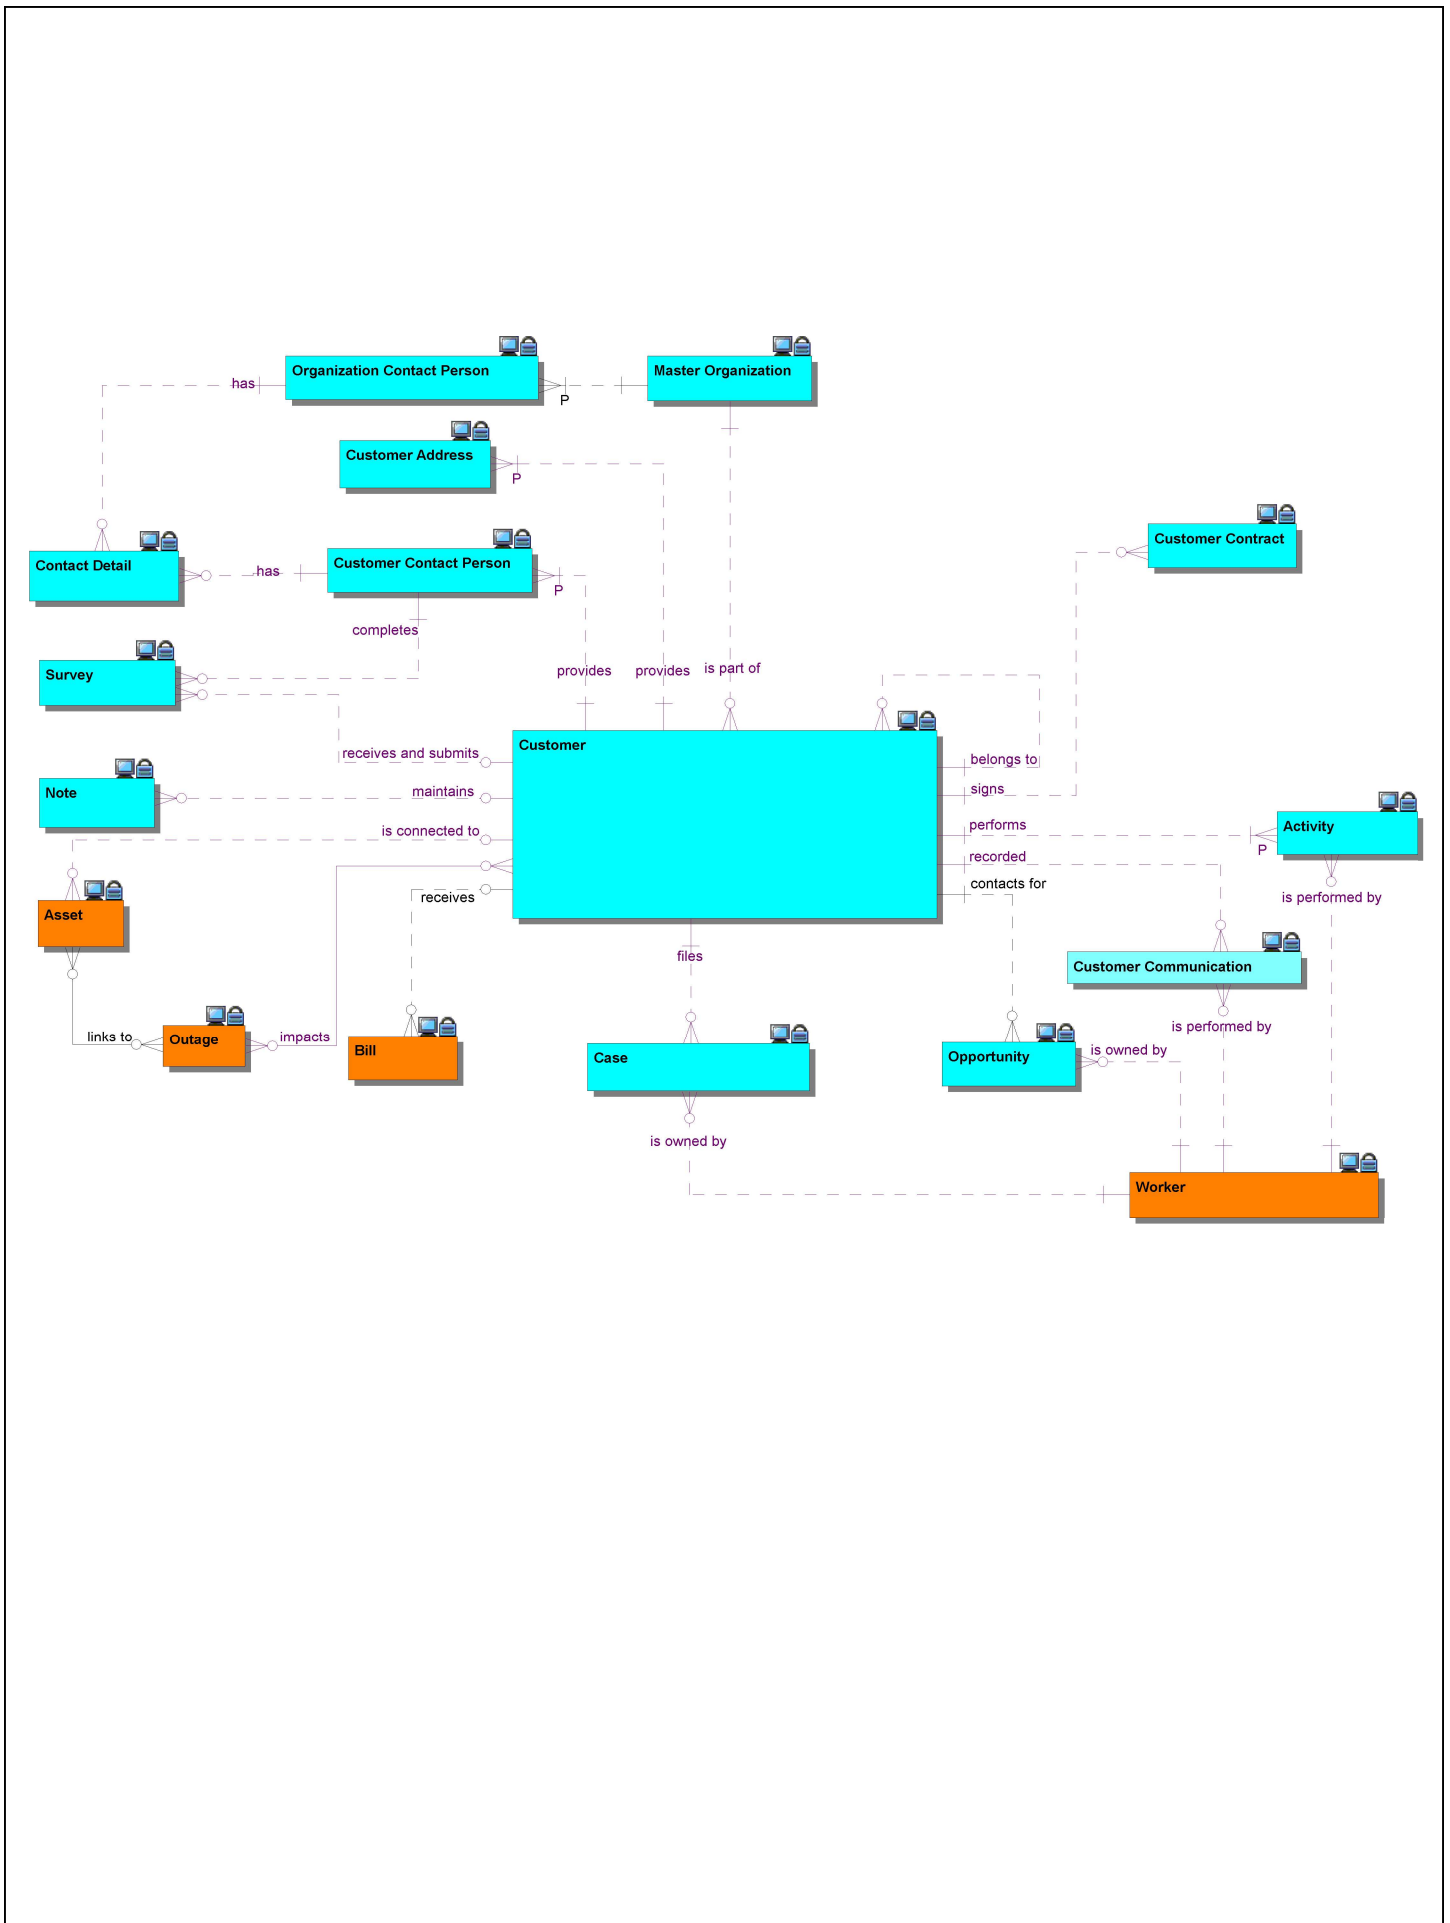 Organization Contact Person
Master Organization
has
P
Customer Address
P
Customer Contract
Contact Detail
has
Customer Contact Person
P
completes
Survey
provides
provides
is part of
Customer
receives and submits
belongs to
signs
Note
maintains
is connected to
performs
P
Activity
recorded
contacts for
receives
is performed by
Asset
files
Customer Communication
links to
Outage
impacts
Bill
Case
is performed by
Opportunity
is owned by
is owned by
Worker